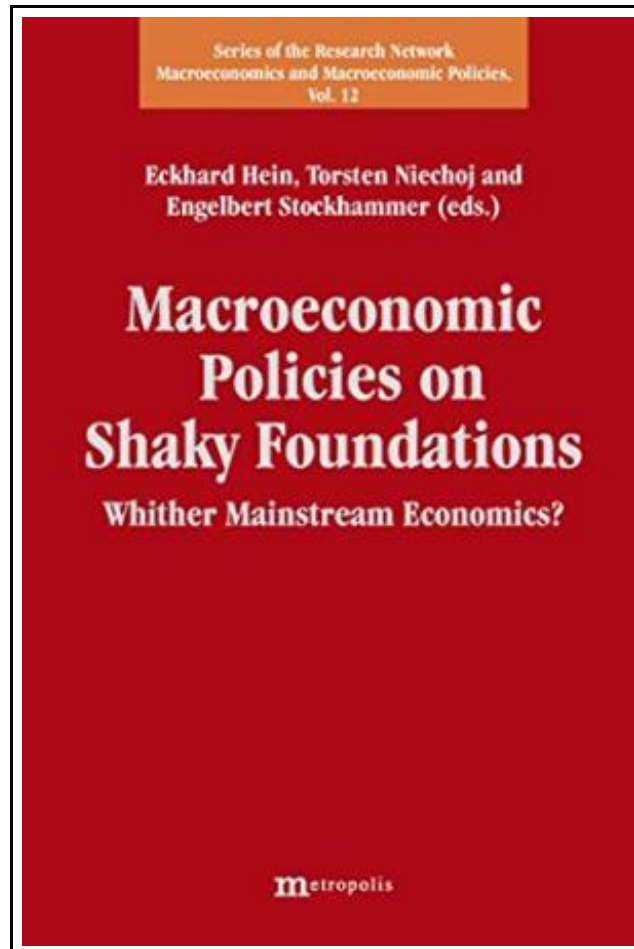 Series of the Research Network
Macroeconomics and Macroeconomic Policies,
Vol. 12
Eckhard Hein, Torsten Niechoj and
Engelbert Stockhammer (eds.)
Macroeconomic
Policies on
Shaky Foundations
Whither Mainstream Economics?
metropolis